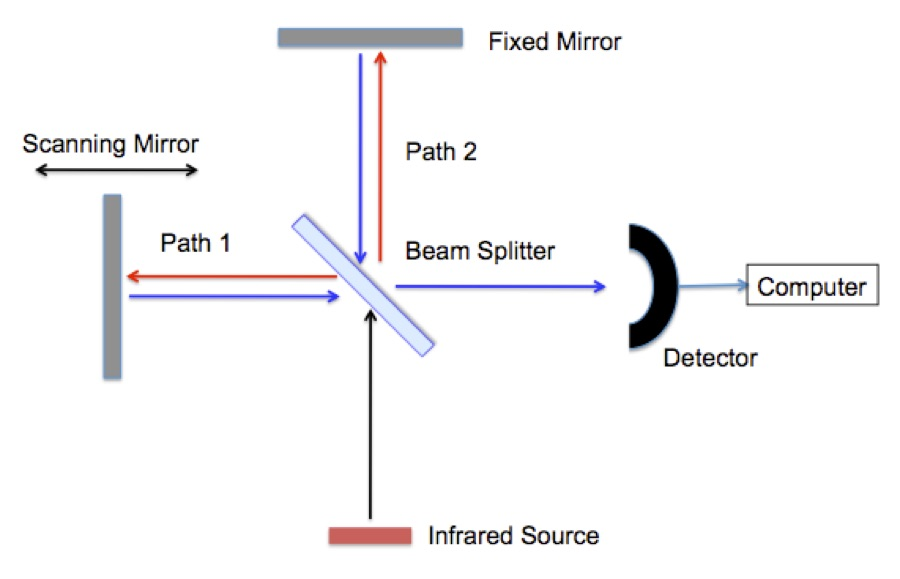 Fixed Mirror
Scanning Mirror
Path 2
Path 1
Beam Splitter
Computer
Detector
Infrared Source